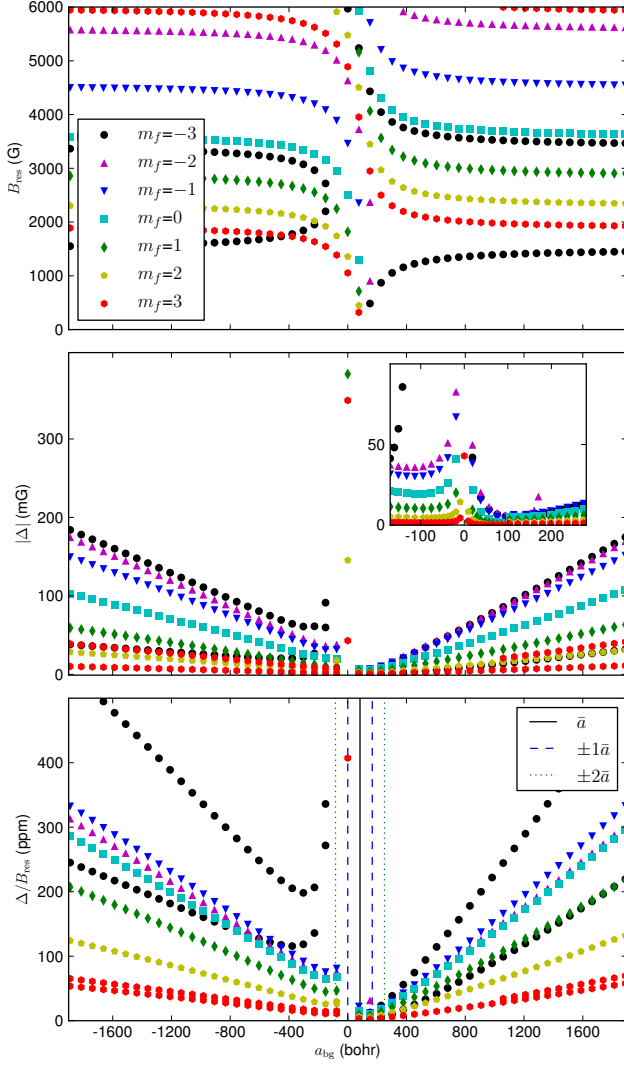 6000
5000
4000
3000
2000
1000
0
B_res (G)
m_f=−3
m_f=−2
m_f=−1
m_f=0
m_f=1
m_f=2
m_f=3
300
200
100
0
|Δ| (mG)
50
0
−100 0 100 200
400
300
200
100
0
Δ/B_res (ppm)
ā
±1ā
±2ā
-1600 -1200 -800 -400 0 400 800 1200 1600
a_bg (bohr)